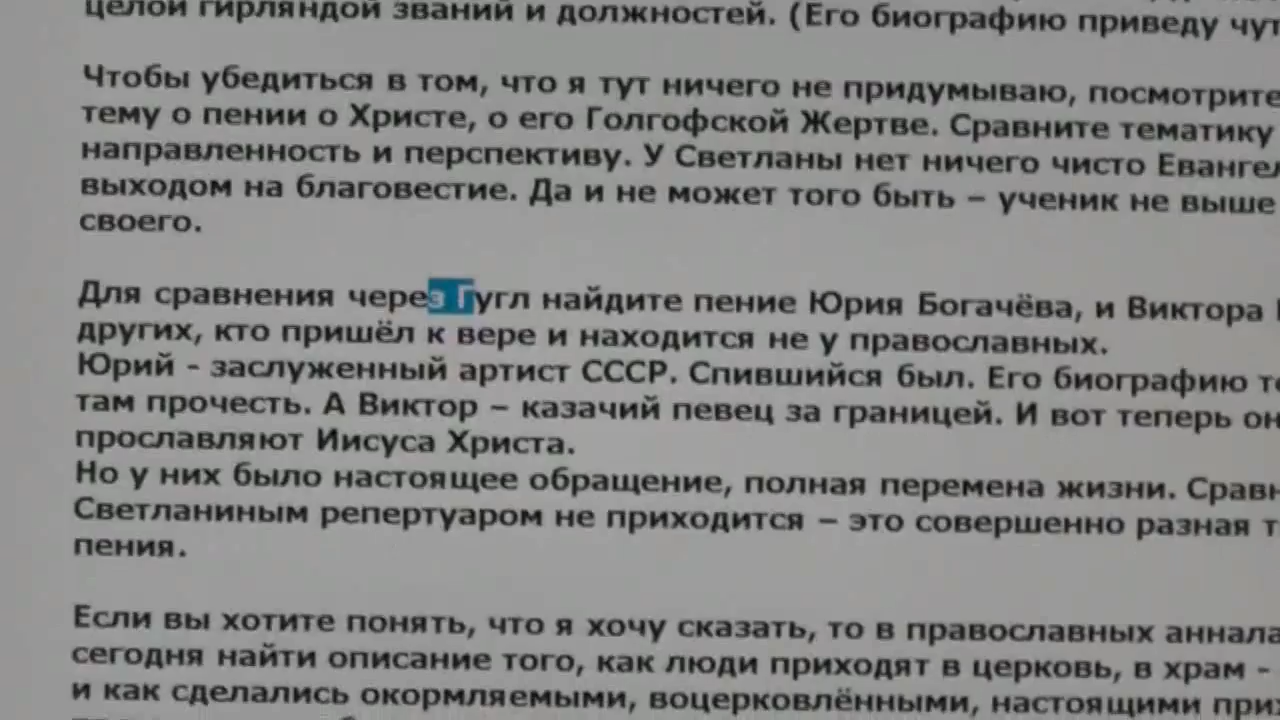 целой гирляндой званий и должностей. (Его биографию приведу чут
Чтобы убедиться в том, что я тут ничего не придумываю, посмотрите
тему о пении о Христе, о его Голгофской Жертве. Сравните тематику
направленность и перспективу. У Светланы нет ничего чисто Евангел
выходом на благовестие. Да и не может того быть – ученик не выше
своего.
Для сравнения через Гугл найдите пение Юрия Богачёва, и Виктора
других, кто пришёл к вере и находится не у православных.
Юрий - заслуженный артист СССР. Спившийся был. Его биографию
там прочесть. А Виктор – казачий певец за границей. И вот теперь он
прославляют Иисуса Христа.
Но у них было настоящее обращение, полная перемена жизни. Срав
Светланиным репертуаром не приходится – это совершенно разная т
пения.
Если вы хотите понять, что я хочу сказать, то в православных аннала
сегодня найти описание того, как люди приходят в церковь, в храм -
и как сделались окормляемыми, воцерковлёнными, настоящими при